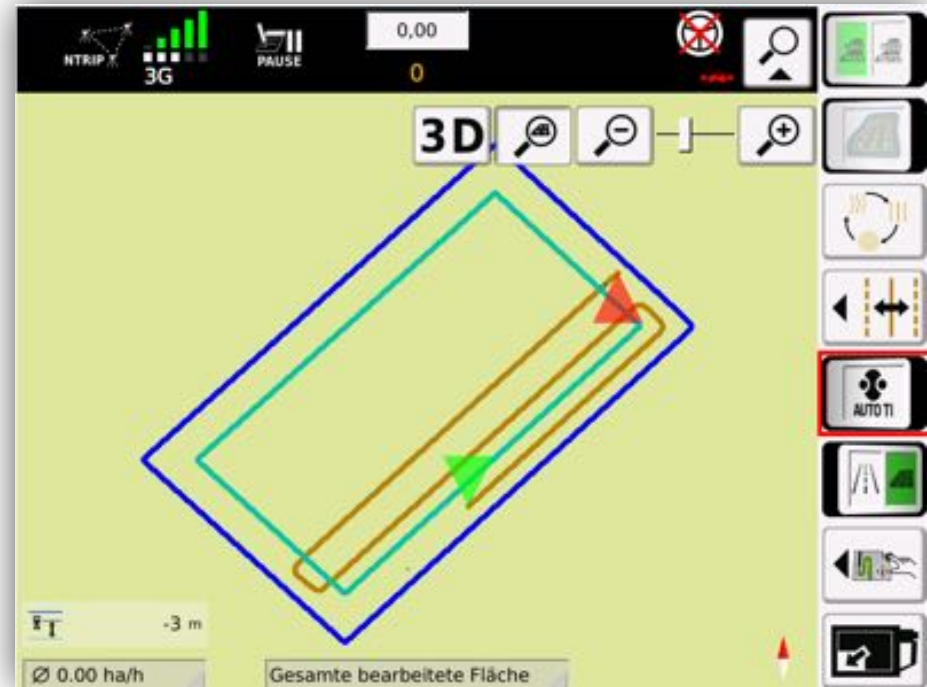 NTRIP
3G
PAUSE
0,00
0
3D
AUTO TI
-3 m
Ø 0.00 ha/h
Gesamte bearbeitete Fläche